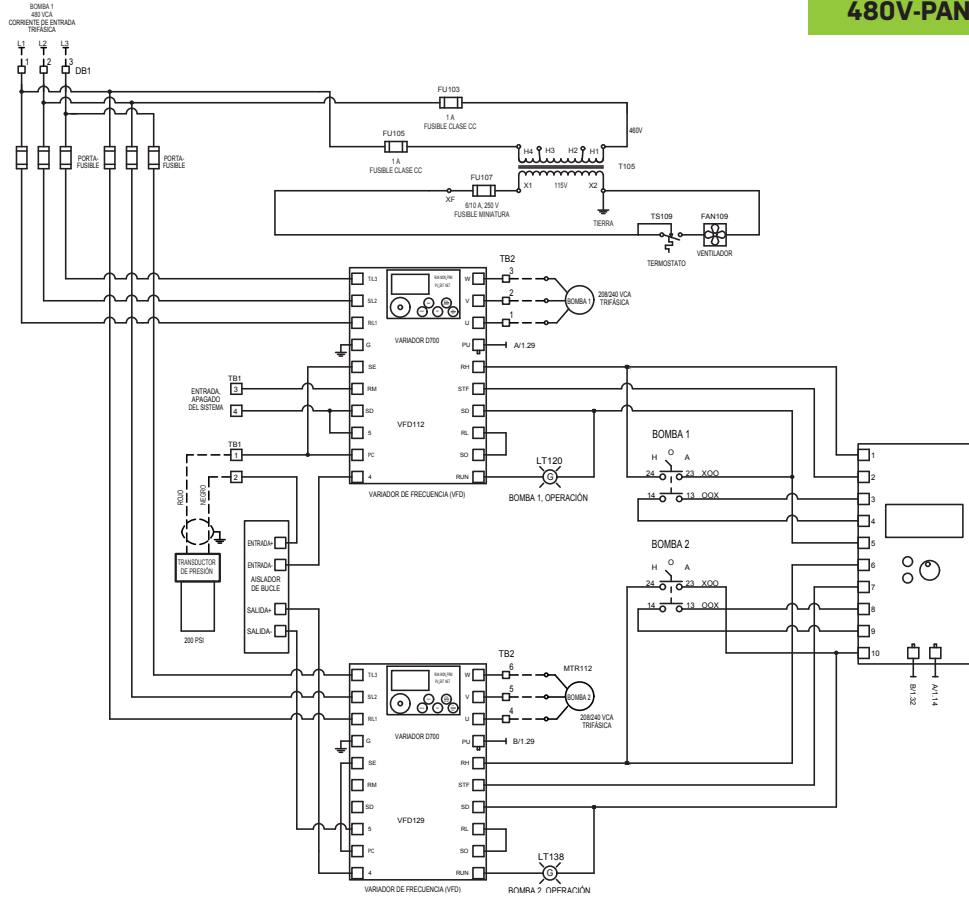 480V-PAN
BOMBA 1
480 VCA
CORRIENTE DE ENTRADA
TRIFÁSICA
L1 L2 L3
1 2 3
DB1
PORTA-
FUSIBLE
PORTA-
FUSIBLE
FU103
1 A
FUSIBLE CLASE CC
FU105
1 A
FUSIBLE CLASE CC
460V
H4 H3 H2 H1
T105
X1 115V X2
FU107
XF
6/10 A, 250 V
FUSIBLE MINIATURA
TIERRA
TS109
TERMOSTATO
FAN109
VENTILADOR
TB2
T/L3
S/L2
R/L1
G
SE
RM
SD
5
PC
4
VARIADOR D700
VFD112
W
V
U
PU
RH
STF
SD
RL
SO
RUN
3
2
1
BOMBA 1
208/240 VCA
TRIFÁSICA
A/1.29
VARIADOR DE FRECUENCIA (VFD)
LT120
G
BOMBA 1, OPERACIÓN
TB1
3
4
ENTRADA,
APAGADO
DEL SISTEMA
TB1
1
2
ROJO
NEGRO
TRANSDUCTOR
DE PRESIÓN
200 PSI
ENTRADA+
ENTRADA-
AISLADOR
DE BUCLE
SALIDA+
SALIDA-
BOMBA 1
H O A
24 23 XOO
14 13 OOX
BOMBA 2
H O A
24 23 XOO
14 13 OOX
1
2
3
4
5
6
7
8
9
10
B/1.32
A/1.14
TB2
T/L3
S/L2
R/L1
G
SE
RM
SD
5
PC
4
VARIADOR D700
VFD129
W
V
U
PU
RH
STF
SD
RL
SO
RUN
6
5
4
MTR112
BOMBA 2
208/240 VCA
TRIFÁSICA
B/1.29
VARIADOR DE FRECUENCIA (VFD)
LT138
G
BOMBA 2, OPERACIÓN